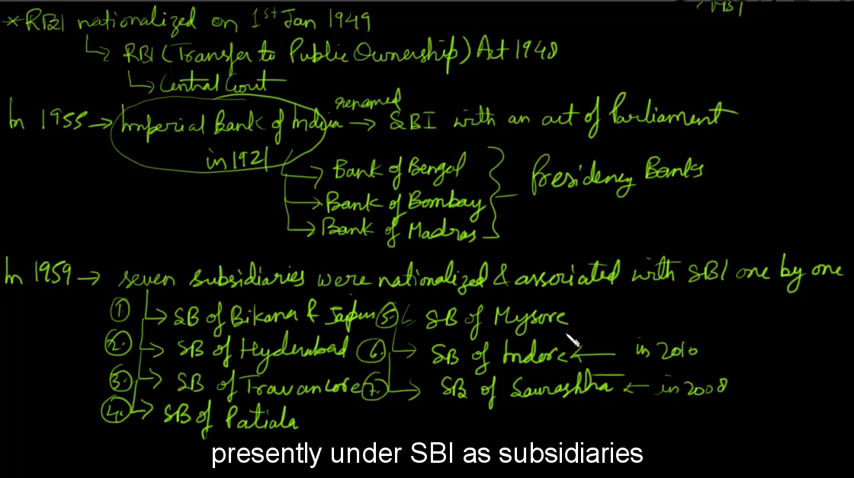 *RBI nationalized on 1st Jan 1949
RBI (Transfer to Public Ownership) Act 1948
Central Govt
renamed
In 1955 → Imperial Bank of India → SBI with an act of Parliament
in 1921
Bank of Bengal
Bank of Bombay
Bank of Madras
Presidency Banks
In 1959 → seven subsidiaries were nationalized & associated with SBI one by one
1 SB of Bikaner & Jaipur 5 SB of Mysore
2. SB of Hyderabad 6. SB of Indore ← in 2010
3. SB of Travancore 7. SB of Saurashtra ← in 2008
4. SB of Patiala
presently under SBI as subsidiaries